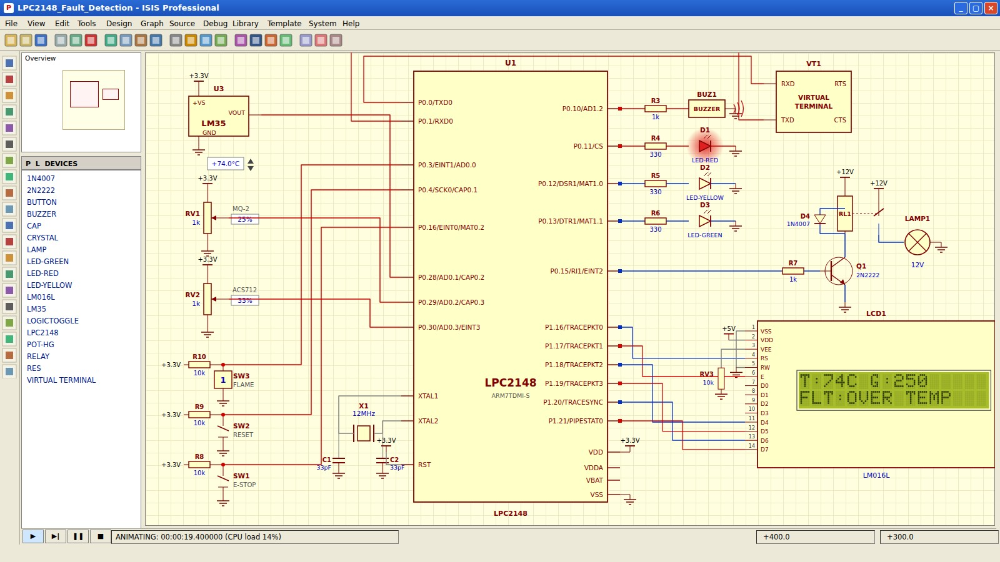 LPC2148_Fault_Detection - ISIS Professional
File View Edit Tools Design Graph Source Debug Library Template System Help
Overview
P L DEVICES
1N4007
2N2222
BUTTON
BUZZER
CAP
CRYSTAL
LAMP
LED-GREEN
LED-RED
LED-YELLOW
LM016L
LM35
LOGICTOGGLE
LPC2148
POT-HG
RELAY
RES
VIRTUAL TERMINAL
+3.3V
U3
+VS
VOUT
LM35
GND
+74.0°C
+3.3V
RV1
1k
MQ-2
25%
+3.3V
RV2
1k
ACS712
33%
R10
+3.3V
10k
1
SW3
FLAME
R9
+3.3V
10k
SW2
RESET
R8
+3.3V
10k
SW1
E-STOP
X1
12MHz
C1
33pF
+3.3V
C2
33pF
U1
P0.0/TXD0
P0.1/RXD0
P0.3/EINT1/AD0.0
P0.4/SCK0/CAP0.1
P0.16/EINT0/MAT0.2
P0.28/AD0.1/CAP0.2
P0.29/AD0.2/CAP0.3
P0.30/AD0.3/EINT3
XTAL1
XTAL2
RST
LPC2148
ARM7TDMI-S
P0.10/AD1.2
P0.11/CS
P0.12/DSR1/MAT1.0
P0.13/DTR1/MAT1.1
P0.15/RI1/EINT2
P1.16/TRACEPKT0
P1.17/TRACEPKT1
P1.18/TRACEPKT2
P1.19/TRACEPKT3
P1.20/TRACESYNC
P1.21/PIPESTAT0
VDD
VDDA
VBAT
VSS
+3.3V
LPC2148
R3
1k
BUZ1
BUZZER
R4
330
D1
LED-RED
R5
330
D2
LED-YELLOW
R6
330
D3
LED-GREEN
VT1
RXD
RTS
VIRTUAL
TERMINAL
TXD
CTS
+12V
+12V
RL1
D4
1N4007
LAMP1
12V
R7
1k
Q1
2N2222
LCD1
+5V
RV3
10k
1 VSS
2 VDD
3 VEE
4 RS
5 RW
6 E
7 D0
8 D1
9 D2
10 D3
11 D4
12 D5
13 D6
14 D7
T:74C G:250
FLT:OVER TEMP
LM016L
ANIMATING: 00:00:19.400000 (CPU load 14%)
+400.0
+300.0